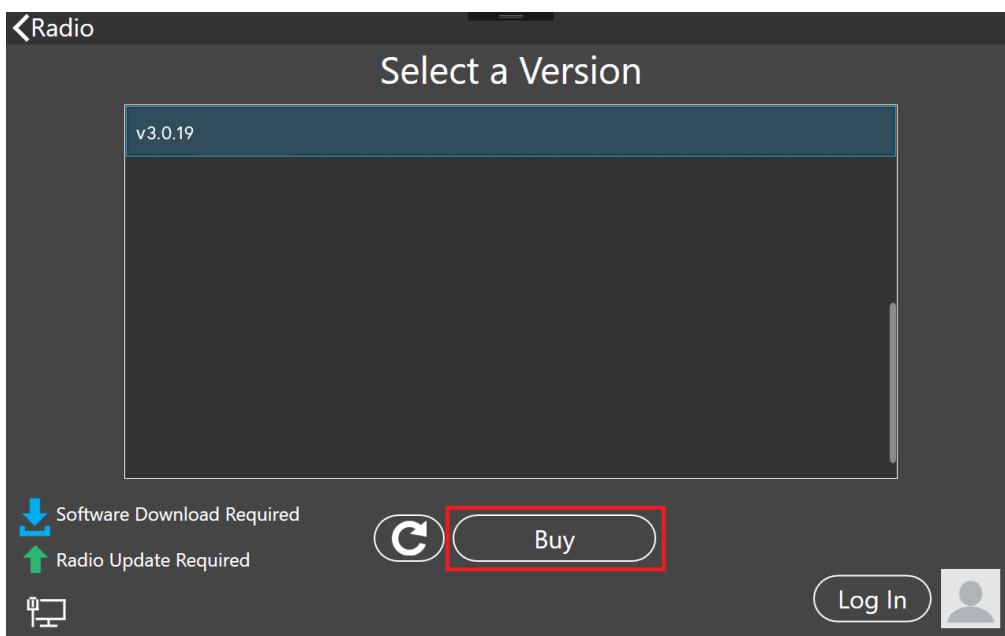 Radio
Select a Version
v3.0.19
Software Download Required
Radio Update Required
Buy
Log In